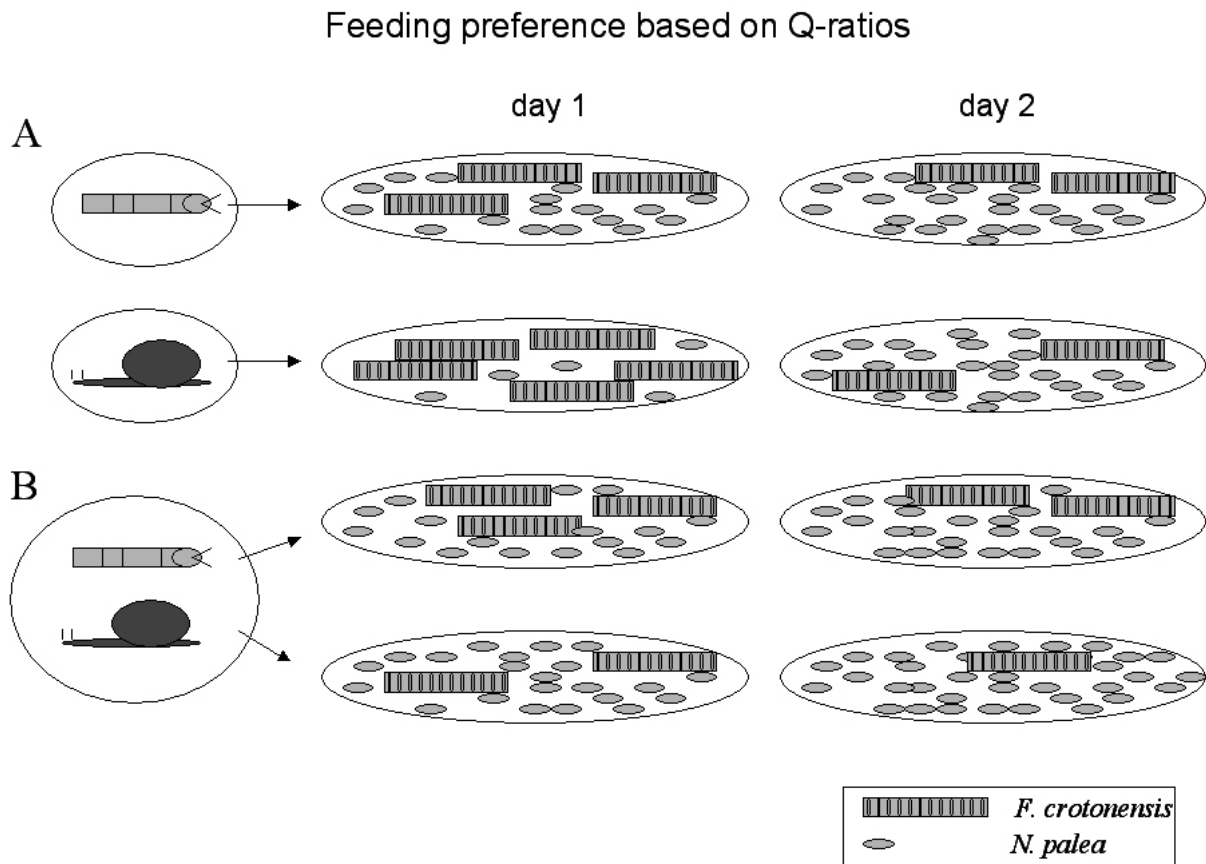 Feeding preference based on Q-ratios
day 1 day 2
A
B
F. crotonensis
N. palea